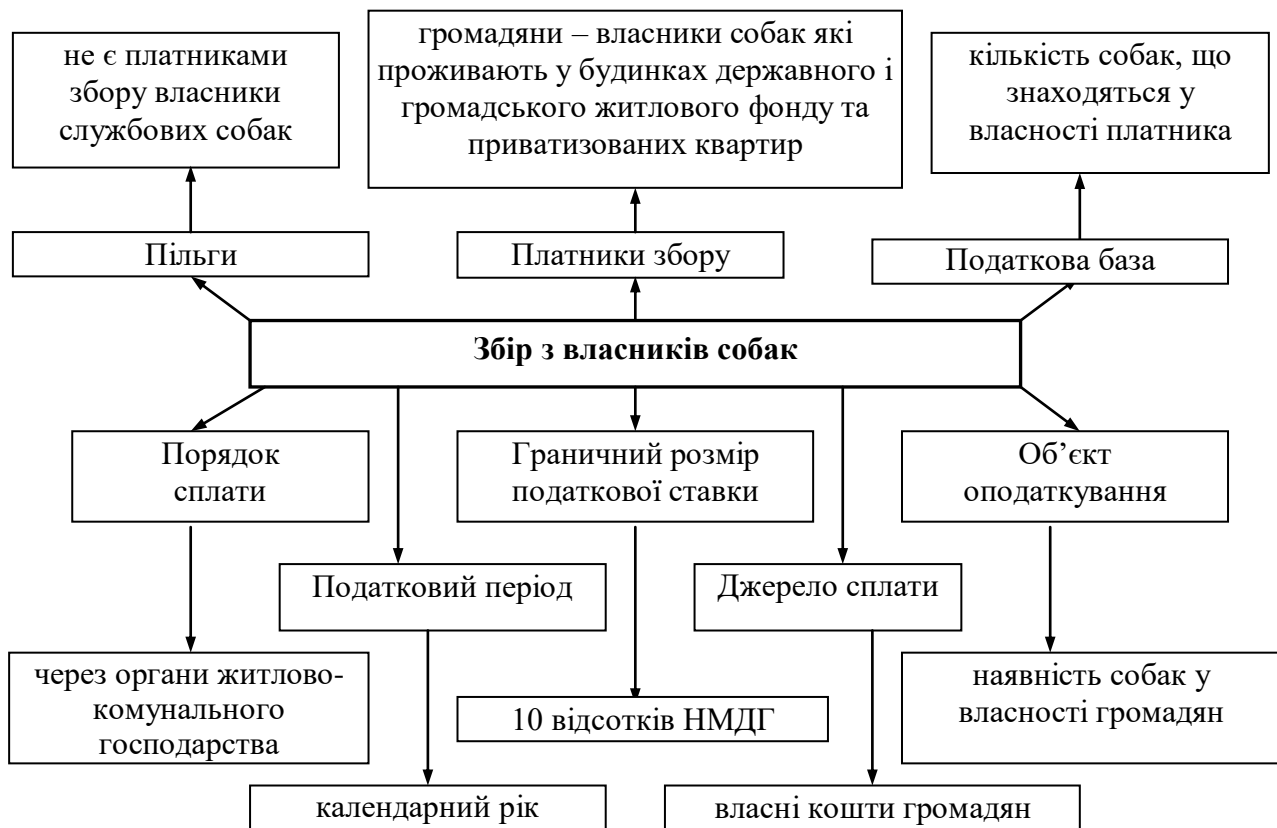 не є платниками
збору власники
службових собак
громадяни – власники собак які
проживають у будинках державного і
громадського житлового фонду та
приватизованих квартир
кількість собак, що
знаходяться у
власності платника
Пільги
Платники збору
Податкова база
Збір з власників собак
Порядок
сплати
Граничний розмір
податкової ставки
Об’єкт
оподаткування
Податковий період
Джерело сплати
через органи житлово-
комунального
господарства
10 відсотків НМДГ
наявність собак у
власності громадян
календарний рік
власні кошти громадян